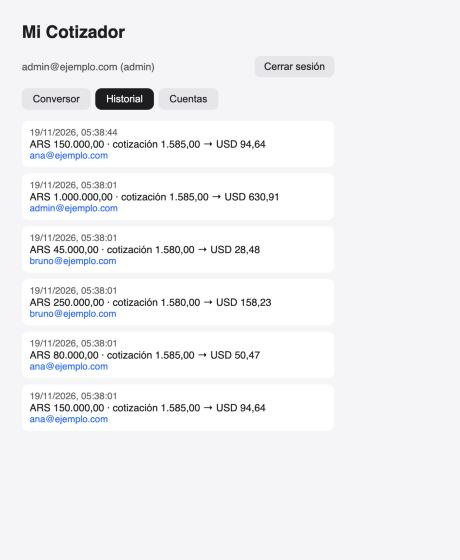 Mi Cotizador
admin@ejemplo.com (admin)
Cerrar sesión
Conversor
Historial
Cuentas
19/11/2026, 05:38:44
ARS 150.000,00 · cotización 1.585,00 → USD 94,64
ana@ejemplo.com
19/11/2026, 05:38:01
ARS 1.000.000,00 · cotización 1.585,00 → USD 630,91
admin@ejemplo.com
19/11/2026, 05:38:01
ARS 45.000,00 · cotización 1.580,00 → USD 28,48
bruno@ejemplo.com
19/11/2026, 05:38:01
ARS 250.000,00 · cotización 1.580,00 → USD 158,23
bruno@ejemplo.com
19/11/2026, 05:38:01
ARS 80.000,00 · cotización 1.585,00 → USD 50,47
ana@ejemplo.com
19/11/2026, 05:38:01
ARS 150.000,00 · cotización 1.585,00 → USD 94,64
ana@ejemplo.com